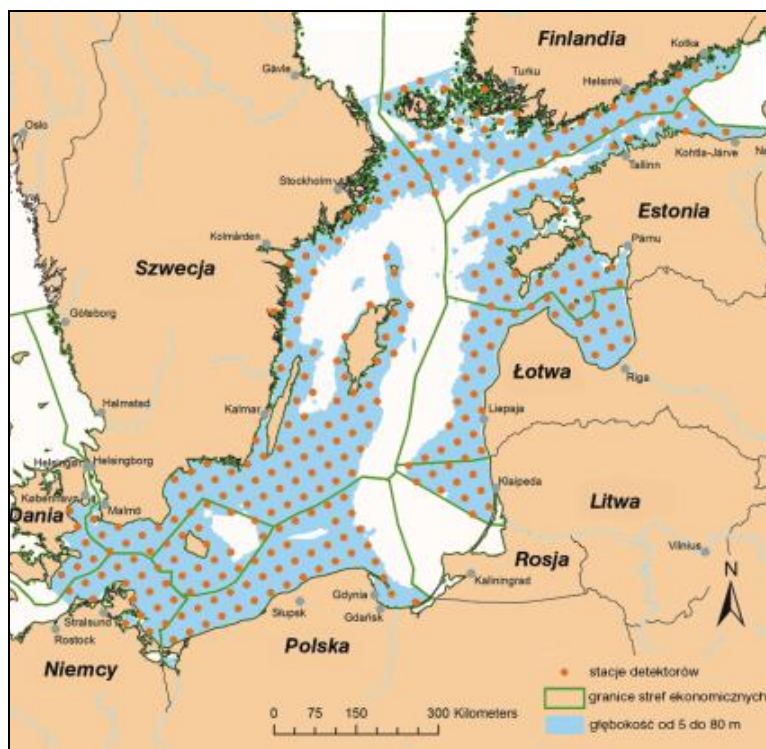 Finlandia
Kotka
Gävle
Turku
Helsinki
Oslo
Kohtla-Järve
Tallinn
Stockholm
Estonia
Kolmården
Pärnu
Szwecja
Göteborg
Łotwa
Riga
Halmstad
Kalmar
Liepaja
Helsingør
Helsingborg
København
Klaipeda
Dania
Malmö
Litwa
Vilnius
Rosja
Kaliningrad
N
Gdynia
Słupsk
Gdańsk
Stralsund
Rostock
Polska
Niemcy
stacje detektorów
granice stref ekonomicznych
głębokość od 5 do 80 m
0 75 150 300 Kilometers